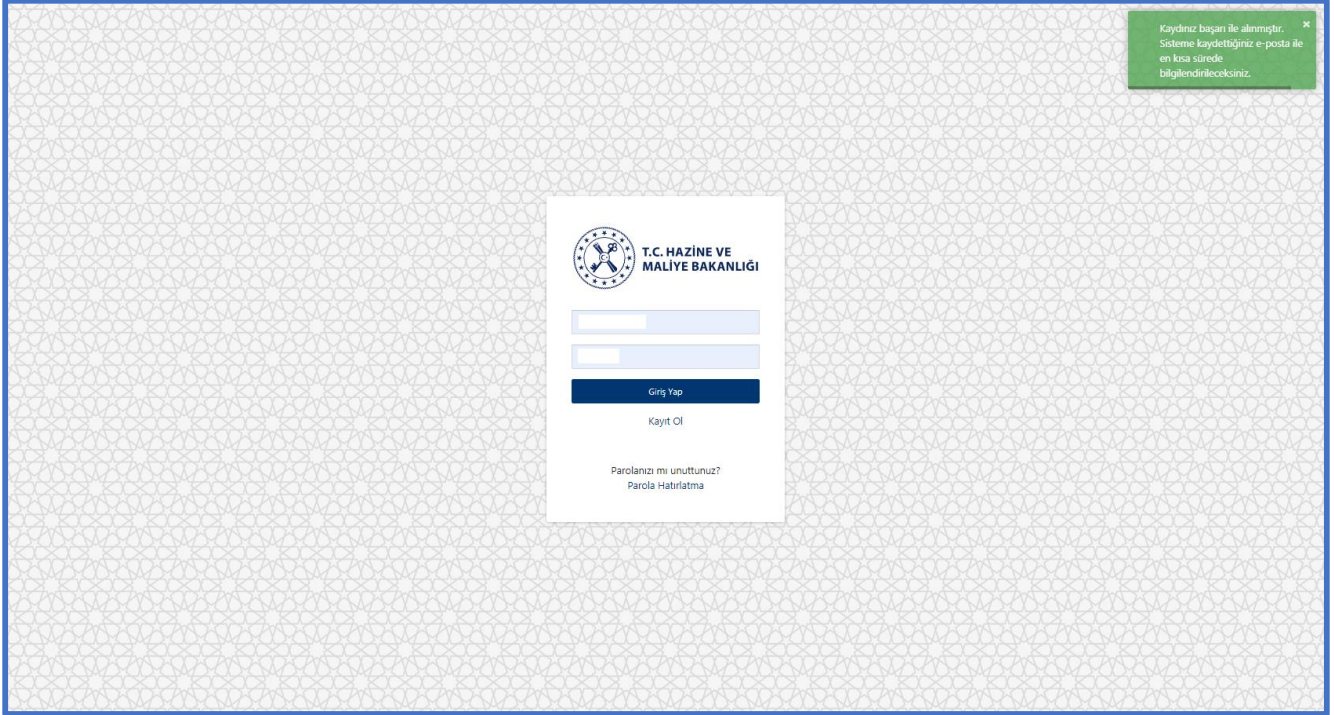 Kaydınız başarı ile alınmıştır.
Sisteme kaydettiğiniz e-posta ile
en kısa sürede
bilgilendirileceksiniz.
T.C. HAZİNE VE
MALİYE BAKANLIĞI
Giriş Yap
Kayıt Ol
Parolanızı mı unuttunuz?
Parola Hatırlatma